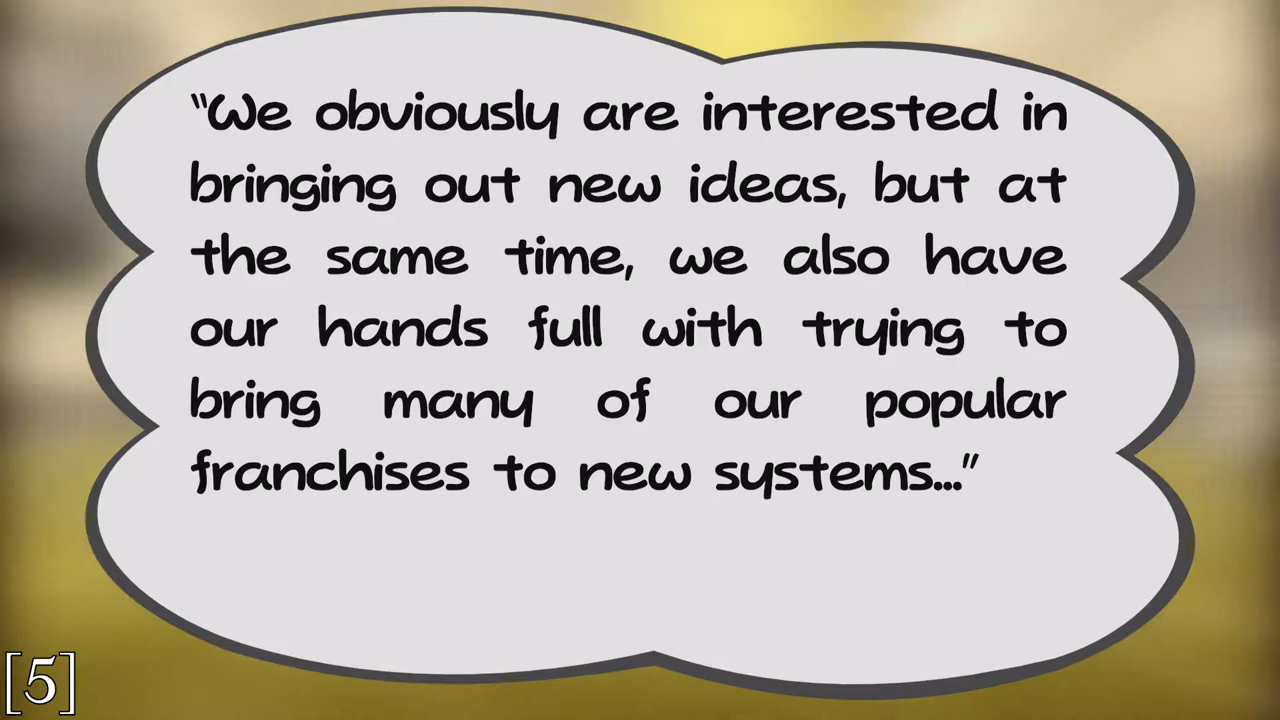 "We obviously are interested in
bringing out new ideas, but at
the same time, we also have
our hands full with trying to
bring many of our popular
franchises to new systems..."
[5]